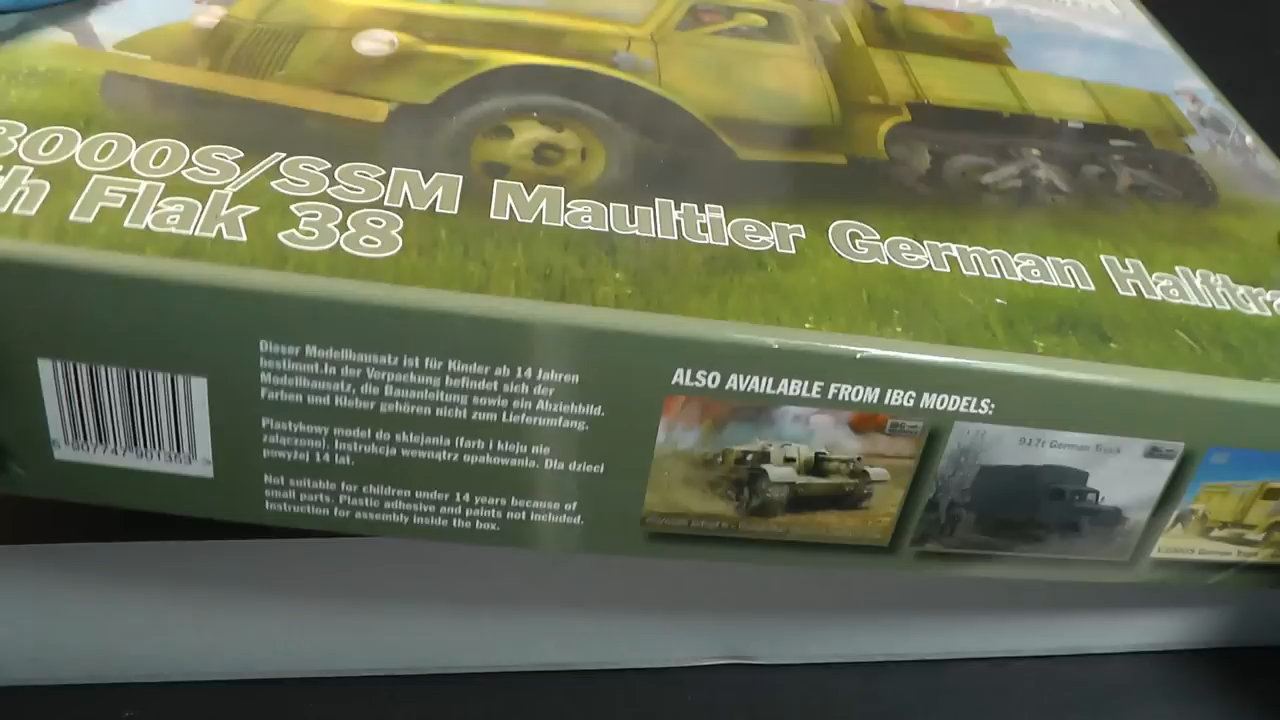 3000S/SSM Maultier German Halftra
th Flak 38
Dieser Modellbausatz ist für Kinder ab 14 Jahren
bestimmt.In der Verpackung befindet sich der
Modellbausatz, die Bauanleitung sowie ein Abziehbild.
Farben und Kleber gehören nicht zum Lieferumfang.
Plastykowy model do sklejania (farb i kleju nie
załączono). Instrukcja wewnątrz opakowania. Dla dzieci
powyżej 14 lat.
Not suitable for children under 14 years because of
small parts. Plastic adhesive and paints not included.
Instruction for assembly inside the box.
ALSO AVAILABLE FROM IBG MODELS:
917t German Truck
German